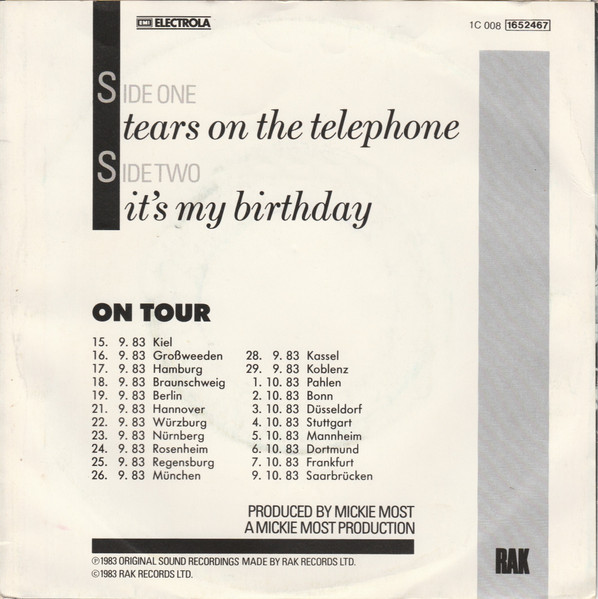 EMI ELECTROLA
1C 008 1652467
SIDE ONE
tears on the telephone
SIDE TWO
it's my birthday
ON TOUR
15. 9. 83 Kiel
16. 9. 83 Großweeden
17. 9. 83 Hamburg
18. 9. 83 Braunschweig
19. 9. 83 Berlin
21. 9. 83 Hannover
22. 9. 83 Würzburg
23. 9. 83 Nürnberg
24. 9. 83 Rosenheim
25. 9. 83 Regensburg
26. 9. 83 München
28. 9. 83 Kassel
29. 9. 83 Koblenz
1. 10. 83 Pahlen
2. 10. 83 Bonn
3. 10. 83 Düsseldorf
4. 10. 83 Stuttgart
5. 10. 83 Mannheim
6. 10. 83 Dortmund
7. 10. 83 Frankfurt
9. 10. 83 Saarbrücken
PRODUCED BY MICKIE MOST
A MICKIE MOST PRODUCTION
℗1983 ORIGINAL SOUND RECORDINGS MADE BY RAK RECORDS LTD.
©1983 RAK RECORDS LTD.
RAK